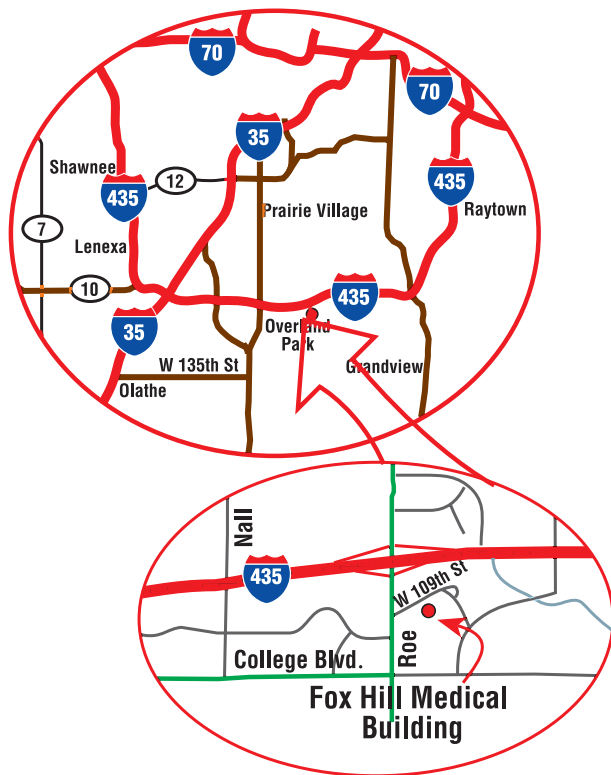 70
70
35
Shawnee
12
435
435
Prairie Village
Raytown
7
Lenexa
10
435
35
Overland
Park
W 135th St
Grandview
Olathe
Nall
435
W 109th St
Roe
College Blvd.
Fox Hill Medical
Building